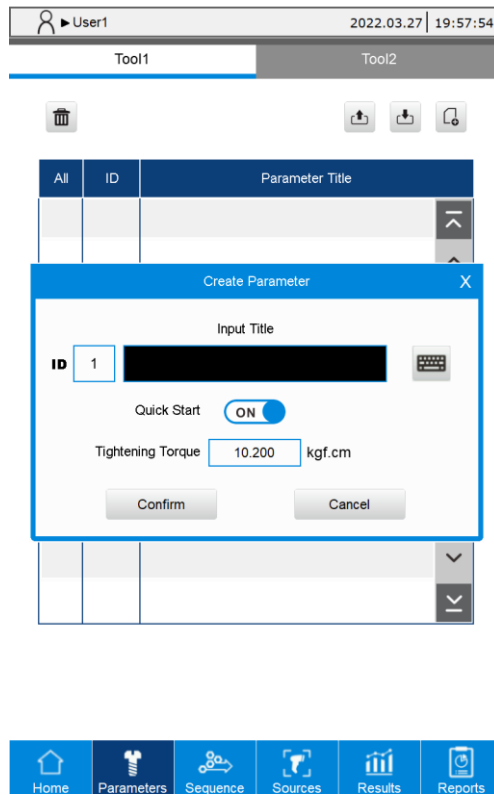 ►User1 2022.03.27 19:57:54
Tool1 Tool2
All ID Parameter Title
Create Parameter X
Input Title
ID 1
Quick Start ON
Tightening Torque 10.200 kgf.cm
Confirm Cancel
Home Parameters Sequence Sources Results Reports